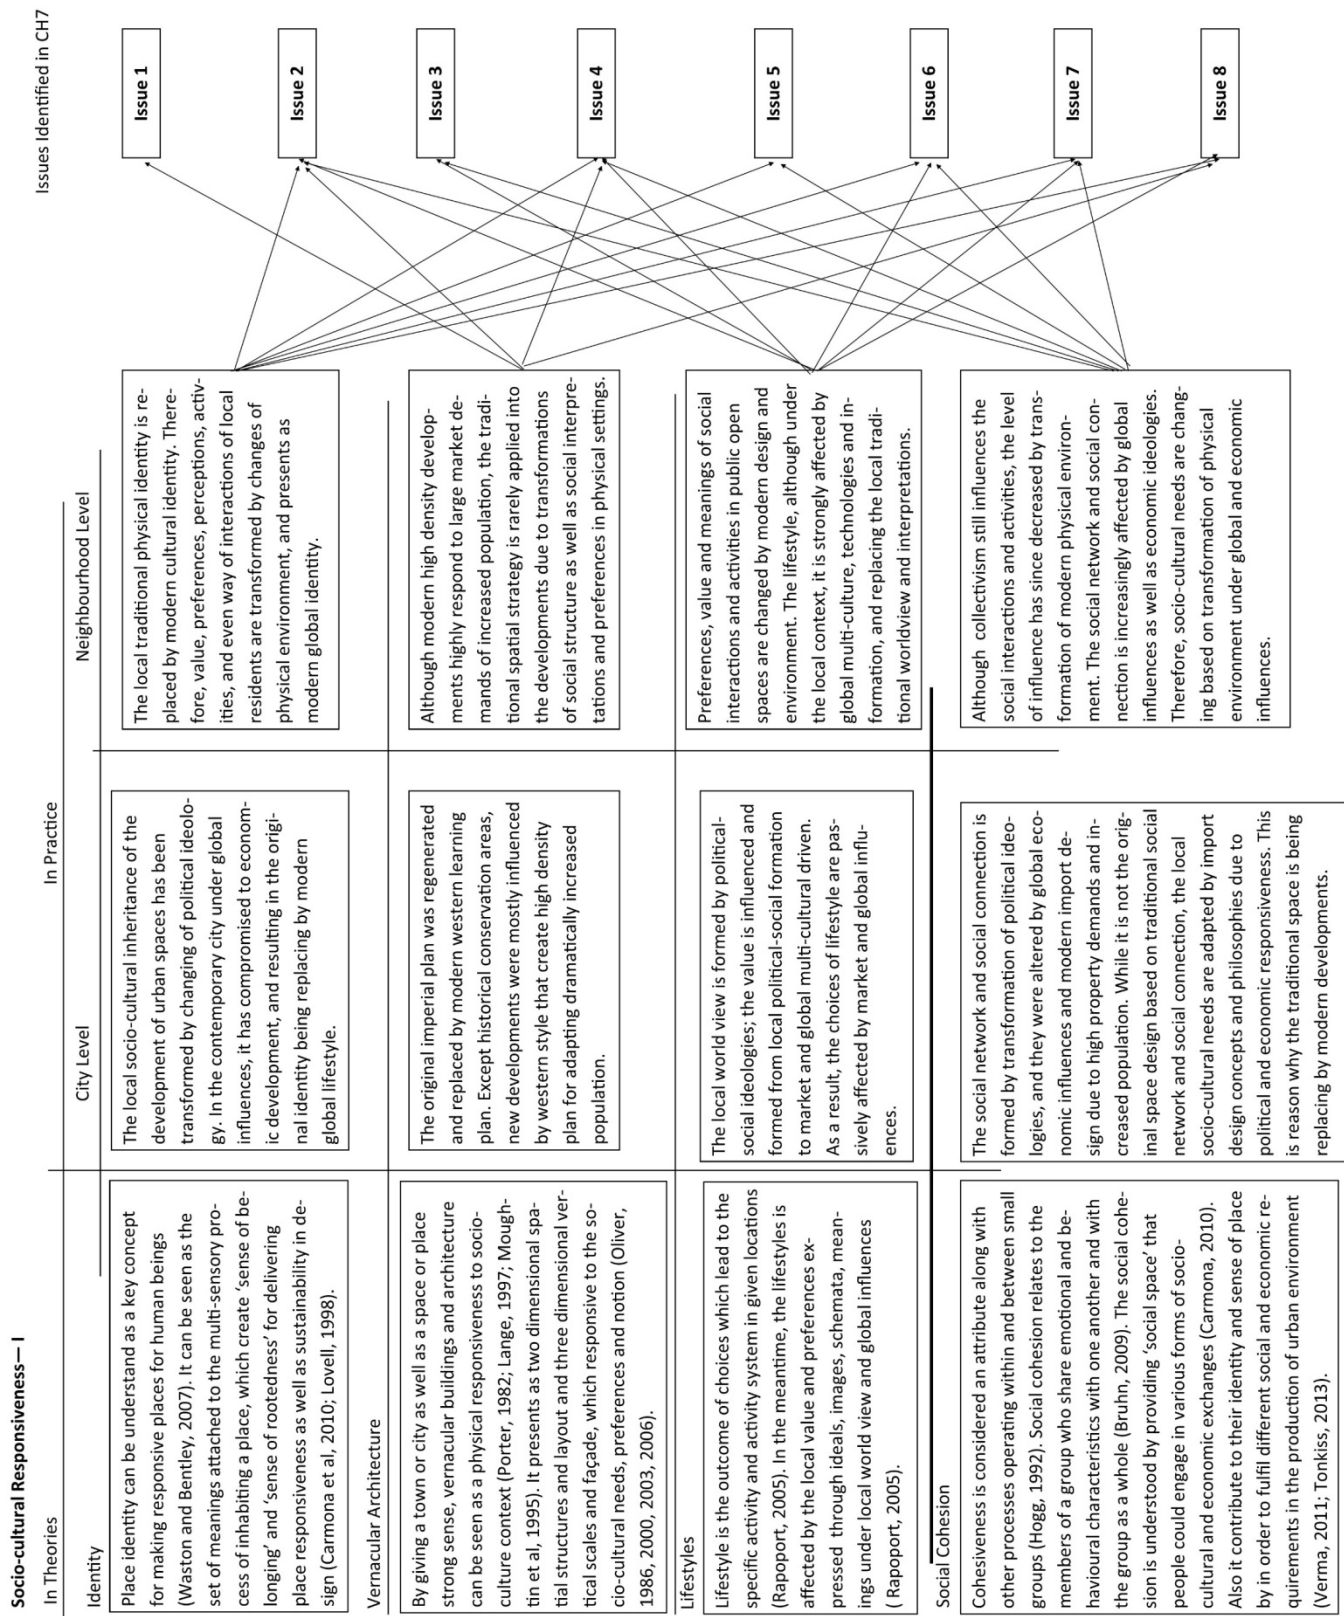 Socio-cultural Responsiveness— I
In Theories
In Practice
Issues Identified in CH7
City Level
Neighbourhood Level
Identity
Place identity can be understand as a key concept
for making responsive places for human beings
(Waston and Bentley, 2007). It can be seen as the
set of meanings attached to the multi-sensory pro-
cess of inhabiting a place, which create ‘sense of be-
longing’ and ‘sense of rootedness’ for delivering
place responsiveness as well as sustainability in de-
sign (Carmona et al, 2010; Lovell, 1998).
The local socio-cultural inheritance of the
development of urban spaces has been
transformed by changing of political ideolo-
gy. In the contemporary city under global
influences, it has compromised to econom-
ic development, and resulting in the origi-
nal identity being replacing by modern
global lifestyle.
The local traditional physical identity is re-
placed by modern cultural identity. There-
fore, value, preferences, perceptions, activ-
ities, and even way of interactions of local
residents are transformed by changes of
physical environment, and presents as
modern global identity.
Vernacular Architecture
By giving a town or city as well as a space or place
strong sense, vernacular buildings and architecture
can be seen as a physical responsiveness to socio-
culture context (Porter, 1982; Lange, 1997; Mough-
tin et al, 1995). It presents as two dimensional spa-
tial structures and layout and three dimensional ver-
tical scales and façade, which responsive to the so-
cio-cultural needs, preferences and notion (Oliver,
1986, 2000, 2003, 2006).
The original imperial plan was regenerated
and replaced by modern western learning
plan. Except historical conservation areas,
new developments were mostly influenced
by western style that create high density
plan for adapting dramatically increased
population.
Although modern high density develop-
ments highly respond to large market de-
mands of increased population, the tradi-
tional spatial strategy is rarely applied into
the developments due to transformations
of social structure as well as social interpre-
tations and preferences in physical settings.
Lifestyles
Lifestyle is the outcome of choices which lead to the
specific activity and activity system in given locations
(Rapoport, 2005). In the meantime, the lifestyles is
affected by the local value and preferences ex-
pressed through ideals, images, schemata, mean-
ings under local world view and global influences
( Rapoport, 2005).
The local world view is formed by political-
social ideologies; the value is influenced and
formed from local political-social formation
to market and global multi-cultural driven.
As a result, the choices of lifestyle are pas-
sively affected by market and global influ-
ences.
Preferences, value and meanings of social
interactions and activities in public open
spaces are changed by modern design and
environment. The lifestyle, although under
the local context, it is strongly affected by
global multi-culture, technologies and in-
formation, and replacing the local tradi-
tional worldview and interpretations.
Social Cohesion
Cohesiveness is considered an attribute along with
other processes operating within and between small
groups (Hogg, 1992). Social cohesion relates to the
members of a group who share emotional and be-
havioural characteristics with one another and with
the group as a whole (Bruhn, 2009). The social cohe-
sion is understood by providing ‘social space’ that
people could engage in various forms of socio-
cultural and economic exchanges (Carmona, 2010).
Also it contribute to their identity and sense of place
by in order to fulfil different social and economic re-
quirements in the production of urban environment
(Verma, 2011; Tonkiss, 2013).
The social network and social connection is
formed by transformation of political ideo-
logies, and they were altered by global eco-
nomic influences and modern import de-
sign due to high property demands and in-
creased population. While it is not the orig-
inal space design based on traditional social
network and social connection, the local
socio-cultural needs are adapted by import
design concepts and philosophies due to
political and economic responsiveness. This
is reason why the traditional space is being
replacing by modern developments.
Although  collectivism still influences the
social interactions and activities, the level
of influence has since decreased by trans-
formation of modern physical environ-
ment. The social network and social con-
nection is increasingly affected by global
influences as well as economic ideologies.
Therefore, socio-cultural needs are chang-
ing based on transformation of physical
environment under global and economic
influences.
Issue 1
Issue 2
Issue 3
Issue 4
Issue 5
Issue 6
Issue 7
Issue 8